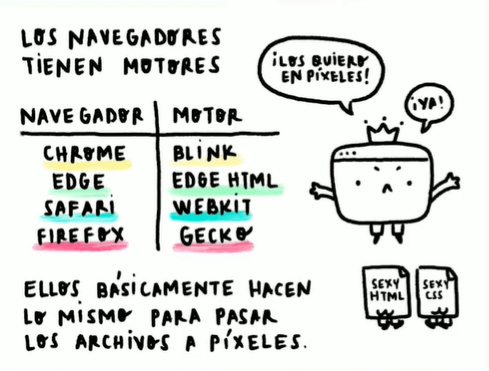 LOS NAVEGADORES
TIENEN MOTORES
¡LOS QUIERO
EN PÍXELES!
¡YA!
NAVEGADOR MOTOR
CHROME BLINK
EDGE EDGE HTML
SAFARI WEBKIT
FIREFOX GECKO
SEXY
HTML
SEXY
CSS
ELLOS BÁSICAMENTE HACEN
LO MISMO PARA PASAR
LOS ARCHIVOS A PÍXELES.